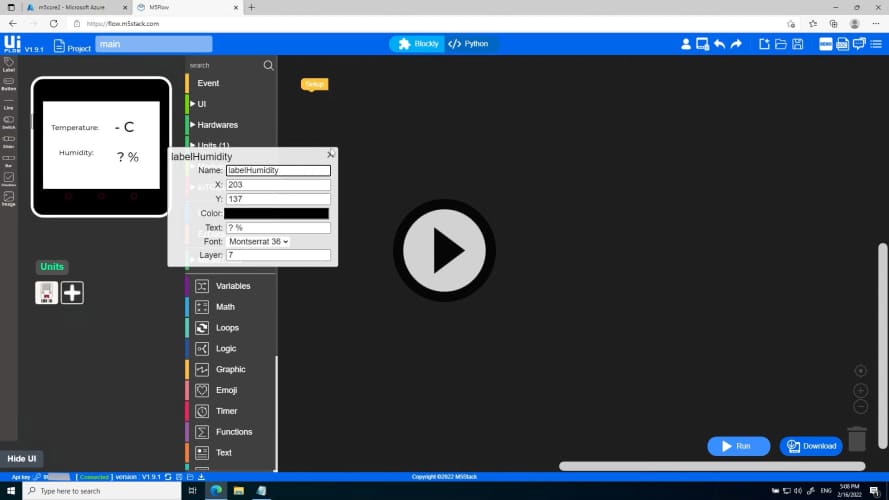 m5core2 - Microsoft Azure
M5Flow
https://flow.m5stack.com
Ui
FLOW
V1.9.1
Project
main
Blockly
</> Python
DEMO
Label
Button
Line
Switch
Slider
Bar
Image
Temperature:
- C
Humidity:
? %
Units
search
Event
UI
Hardwares
Units (1)
Setup
labelHumidity
X
Name: labelHumidity
X: 203
Y: 137
Color:
Text: ? %
Font: Montserrat 36
Layer: 7
Variables
Math
Loops
Logic
Graphic
Emoji
Timer
Functions
Text
Run
Download
Hide UI
Api key
[ Connected ] version V1.9.1
Copyright ©2022 M5Stack
Type here to search
ENG
5:08 PM
2/16/2022